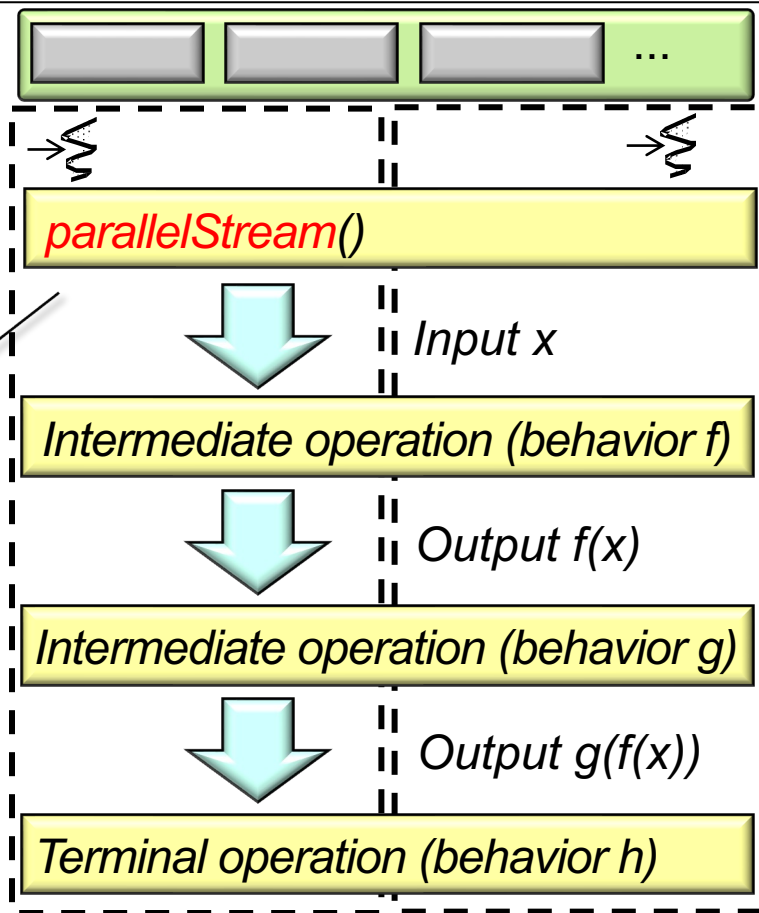 ...
parallelStream()
Input x
Intermediate operation (behavior f)
Output f(x)
Intermediate operation (behavior g)
Output g(f(x))
Terminal operation (behavior h)